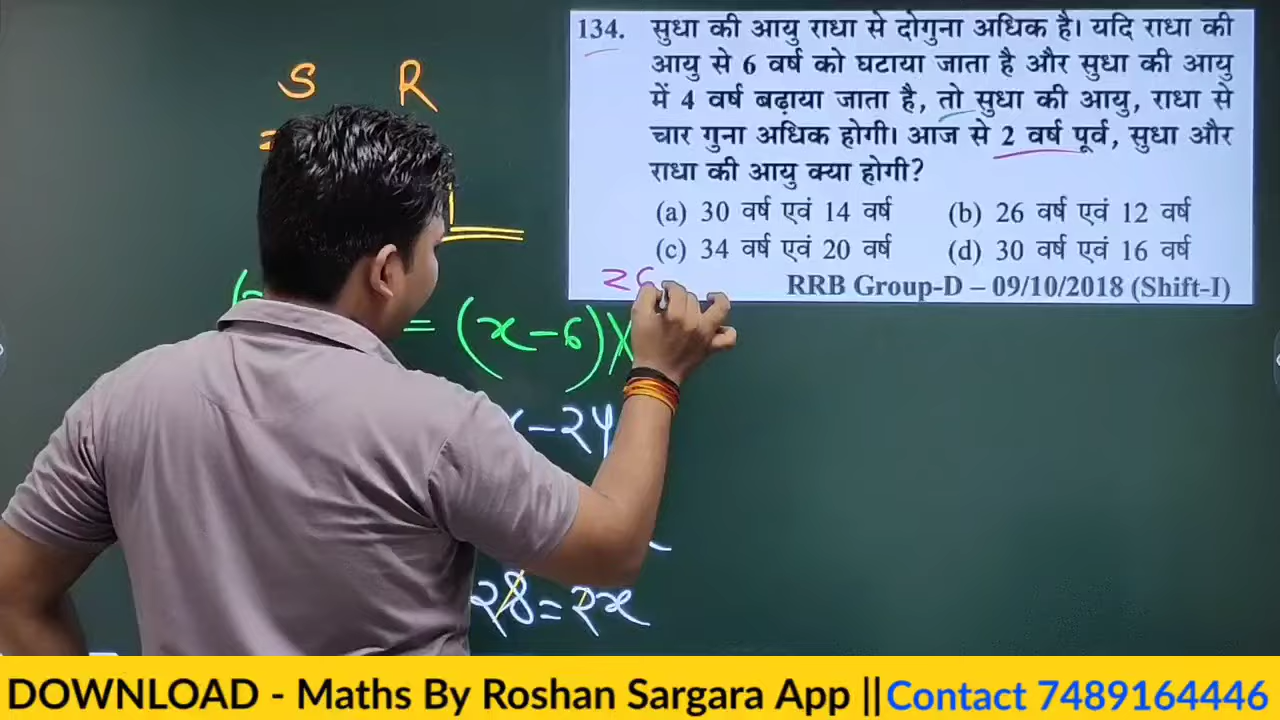 134. सुधा की आयु राधा से दोगुना अधिक है। यदि राधा की
आयु से 6 वर्ष को घटाया जाता है और सुधा की आयु
में 4 वर्ष बढ़ाया जाता है, तो सुधा की आयु, राधा से
चार गुना अधिक होगी। आज से 2 वर्ष पूर्व, सुधा और
राधा की आयु क्या होगी?
(a) 30 वर्ष एवं 14 वर्ष (b) 26 वर्ष एवं 12 वर्ष
(c) 34 वर्ष एवं 20 वर्ष (d) 30 वर्ष एवं 16 वर्ष
RRB Group-D – 09/10/2018 (Shift-I)
S R
26
= (x-6)
-24
28=2x
DOWNLOAD - Maths By Roshan Sargara App ||Contact 7489164446